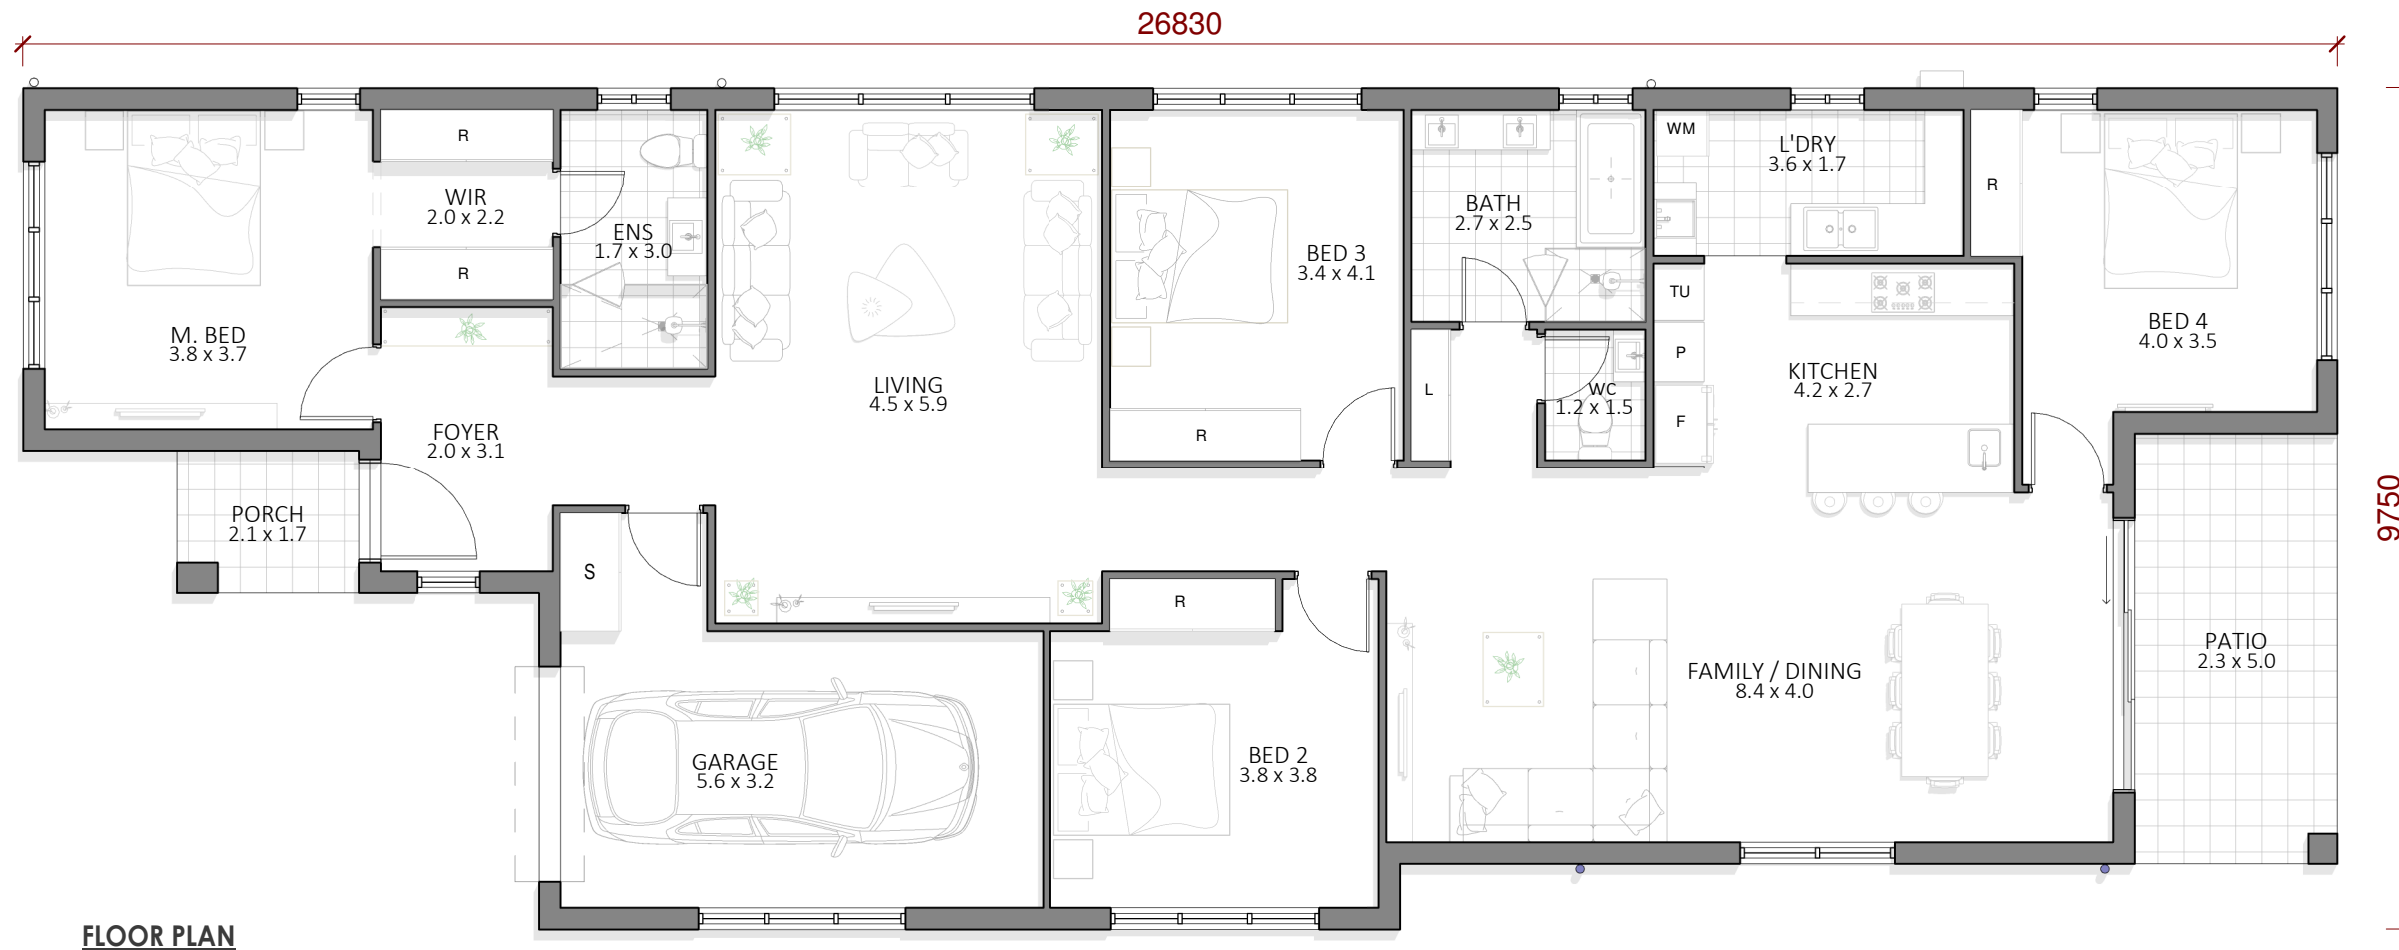 26830
R
WIR
2.0 x 2.2
R
ENS
1.7 x 3.0
M. BED
3.8 x 3.7
FOYER
2.0 x 3.1
PORCH
2.1 x 1.7
LIVING
4.5 x 5.9
BED 3
3.4 x 4.1
R
BATH
2.7 x 2.5
L
WC
1.2 x 1.5
WM
L'DRY
3.6 x 1.7
TU
P
F
KITCHEN
4.2 x 2.7
R
BED 4
4.0 x 3.5
9750
S
GARAGE
5.6 x 3.2
R
BED 2
3.8 x 3.8
FAMILY / DINING
8.4 x 4.0
PATIO
2.3 x 5.0
FLOOR PLAN